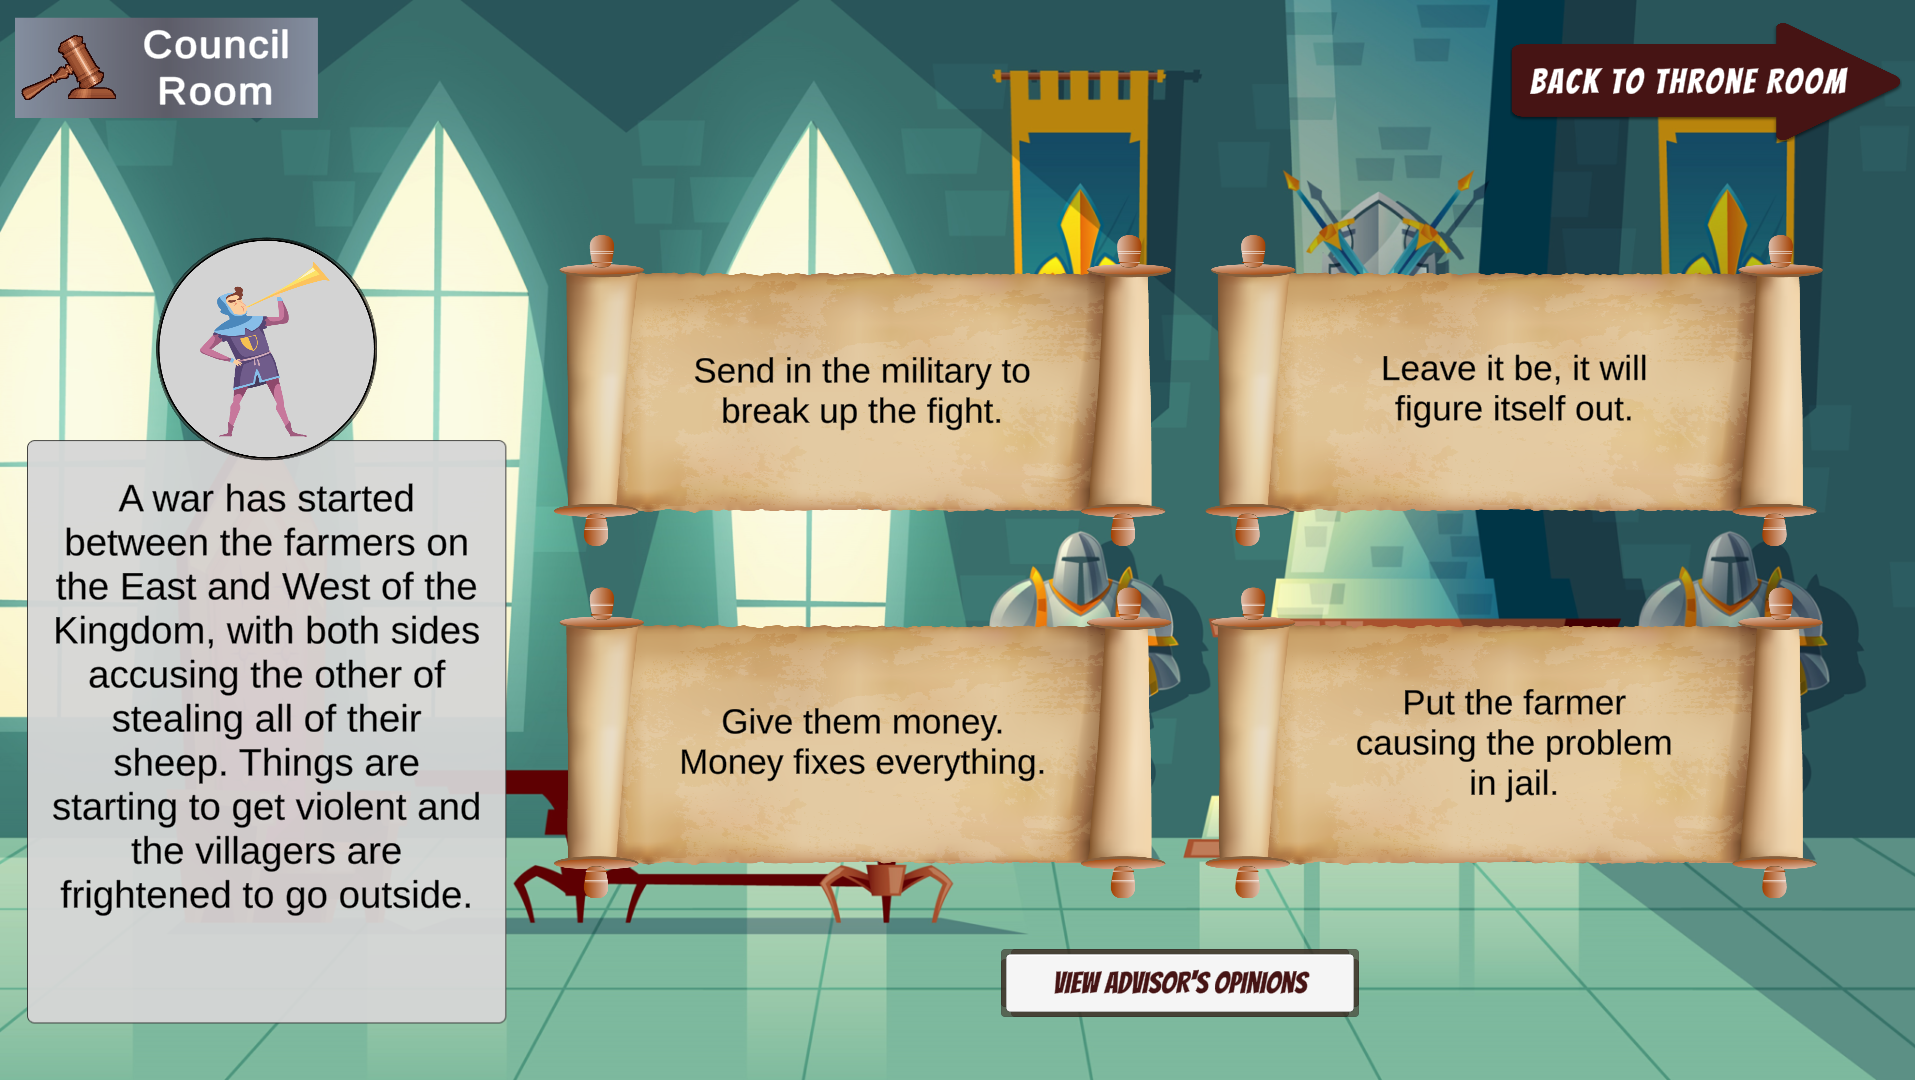 Council
Room
BACK TO THRONE ROOM
A war has started
between the farmers on
the East and West of the
Kingdom, with both sides
accusing the other of
stealing all of their
sheep. Things are
starting to get violent and
the villagers are
frightened to go outside.
Send in the military to
break up the fight.
Leave it be, it will
figure itself out.
Give them money.
Money fixes everything.
Put the farmer
causing the problem
in jail.
VIEW ADVISOR'S OPINIONS